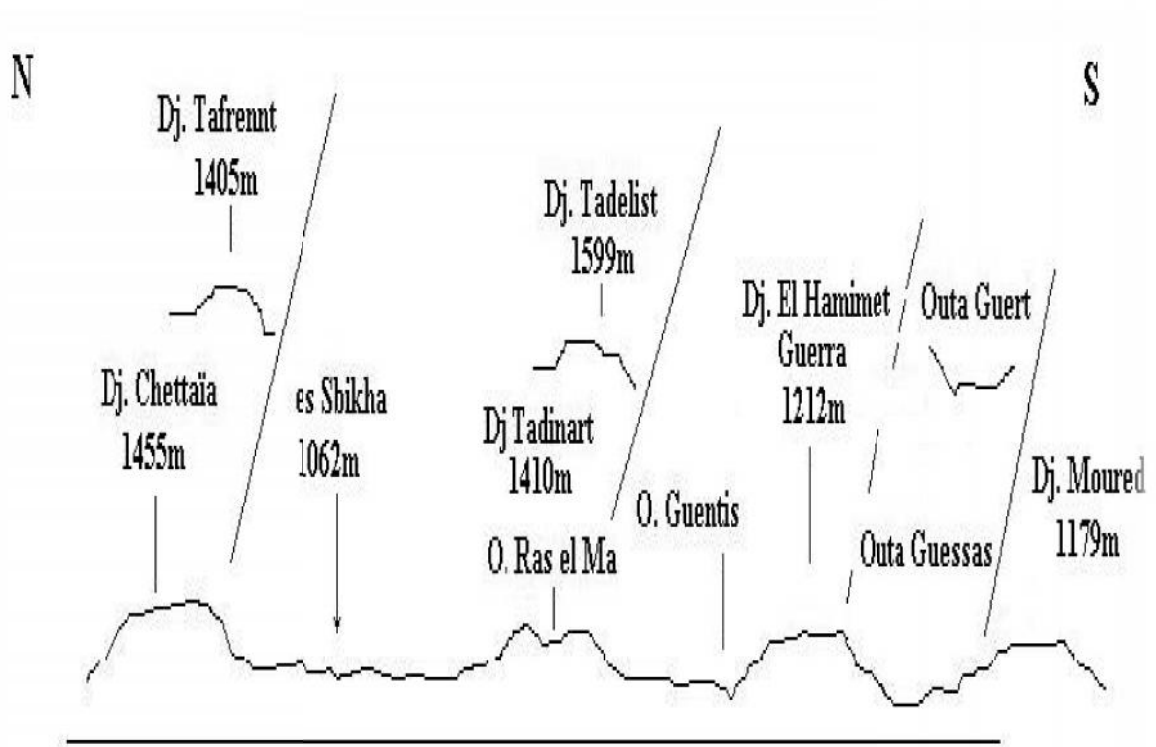 N
S
Dj. Tafrennt
1405m
Dj. Tadelist
1599m
Dj. El Hamimet
Guerra
1212m
Outa Guert
Dj. Chettaïa
1455m
es Sbikha
1062m
Dj Tadinart
1410m
O. Guentis
O. Ras el Ma
Outa Guessas
Dj. Moured
1179m